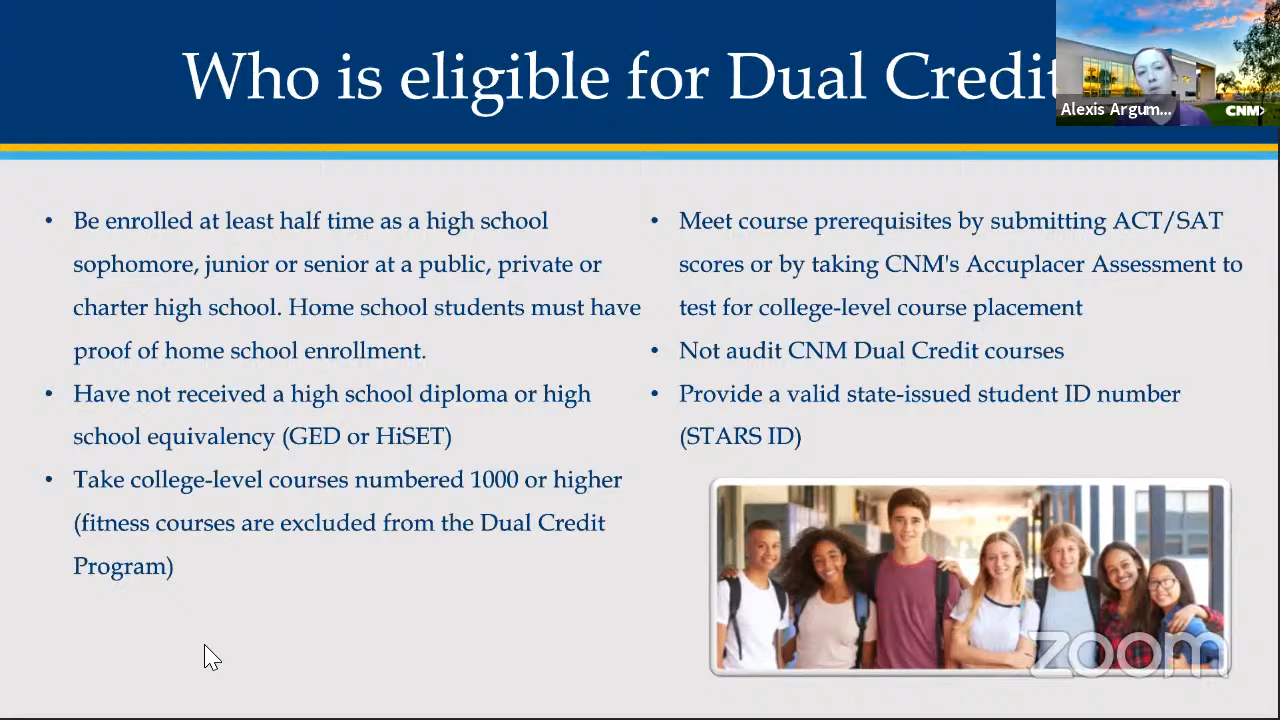 Who is eligible for Dual Credit
Alexis Argum...
CNM
• Be enrolled at least half time as a high school
sophomore, junior or senior at a public, private or
charter high school. Home school students must have
proof of home school enrollment.
• Have not received a high school diploma or high
school equivalency (GED or HiSET)
• Take college-level courses numbered 1000 or higher
(fitness courses are excluded from the Dual Credit
Program)
• Meet course prerequisites by submitting ACT/SAT
scores or by taking CNM's Accuplacer Assessment to
test for college-level course placement
• Not audit CNM Dual Credit courses
• Provide a valid state-issued student ID number
(STARS ID)
zoom